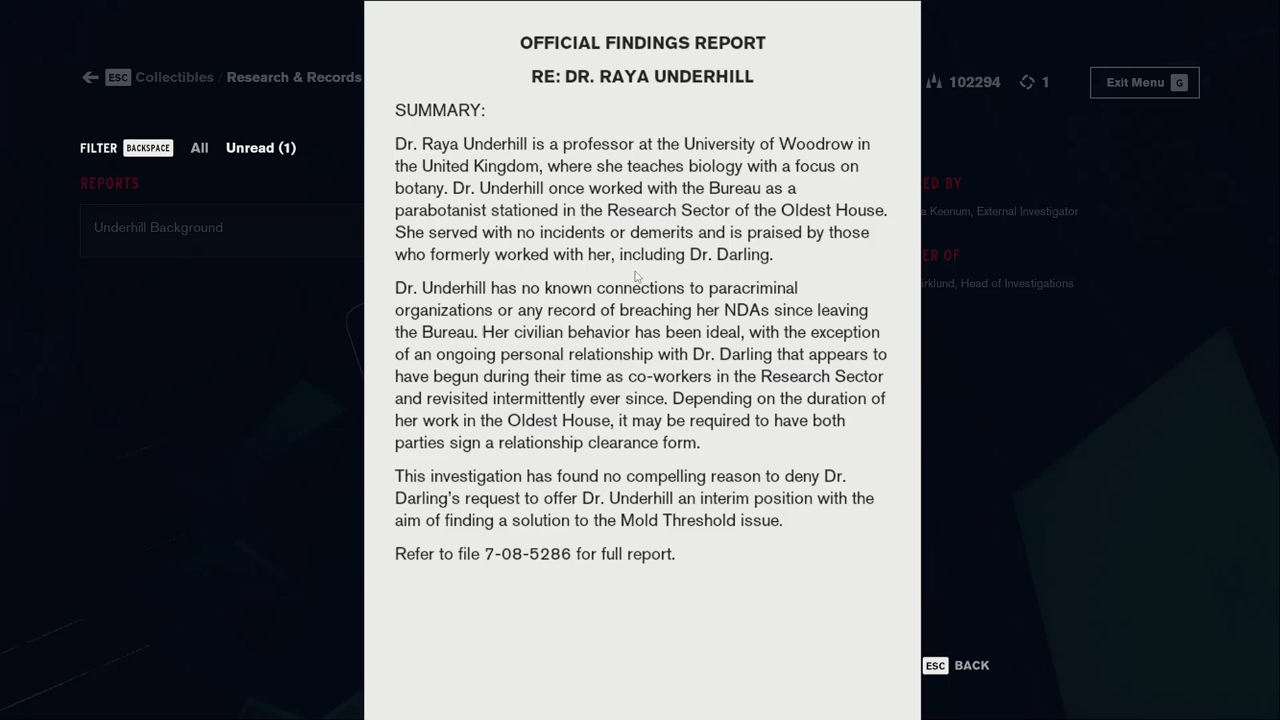 OFFICIAL FINDINGS REPORT
RE: DR. RAYA UNDERHILL
ESC Collectibles / Research & Records
102294 1
Exit Menu G
SUMMARY:
FILTER BACKSPACE All Unread (1)
Dr. Raya Underhill is a professor at the University of Woodrow in
the United Kingdom, where she teaches biology with a focus on
botany. Dr. Underhill once worked with the Bureau as a
parabotanist stationed in the Research Sector of the Oldest House.
She served with no incidents or demerits and is praised by those
who formerly worked with her, including Dr. Darling.
REPORTS
Underhill Background
ED BY
a Keenum, External Investigator
ER OF
rklund, Head of Investigations
Dr. Underhill has no known connections to paracriminal
organizations or any record of breaching her NDAs since leaving
the Bureau. Her civilian behavior has been ideal, with the exception
of an ongoing personal relationship with Dr. Darling that appears to
have begun during their time as co-workers in the Research Sector
and revisited intermittently ever since. Depending on the duration of
her work in the Oldest House, it may be required to have both
parties sign a relationship clearance form.
This investigation has found no compelling reason to deny Dr.
Darling's request to offer Dr. Underhill an interim position with the
aim of finding a solution to the Mold Threshold issue.
Refer to file 7-08-5286 for full report.
ESC BACK